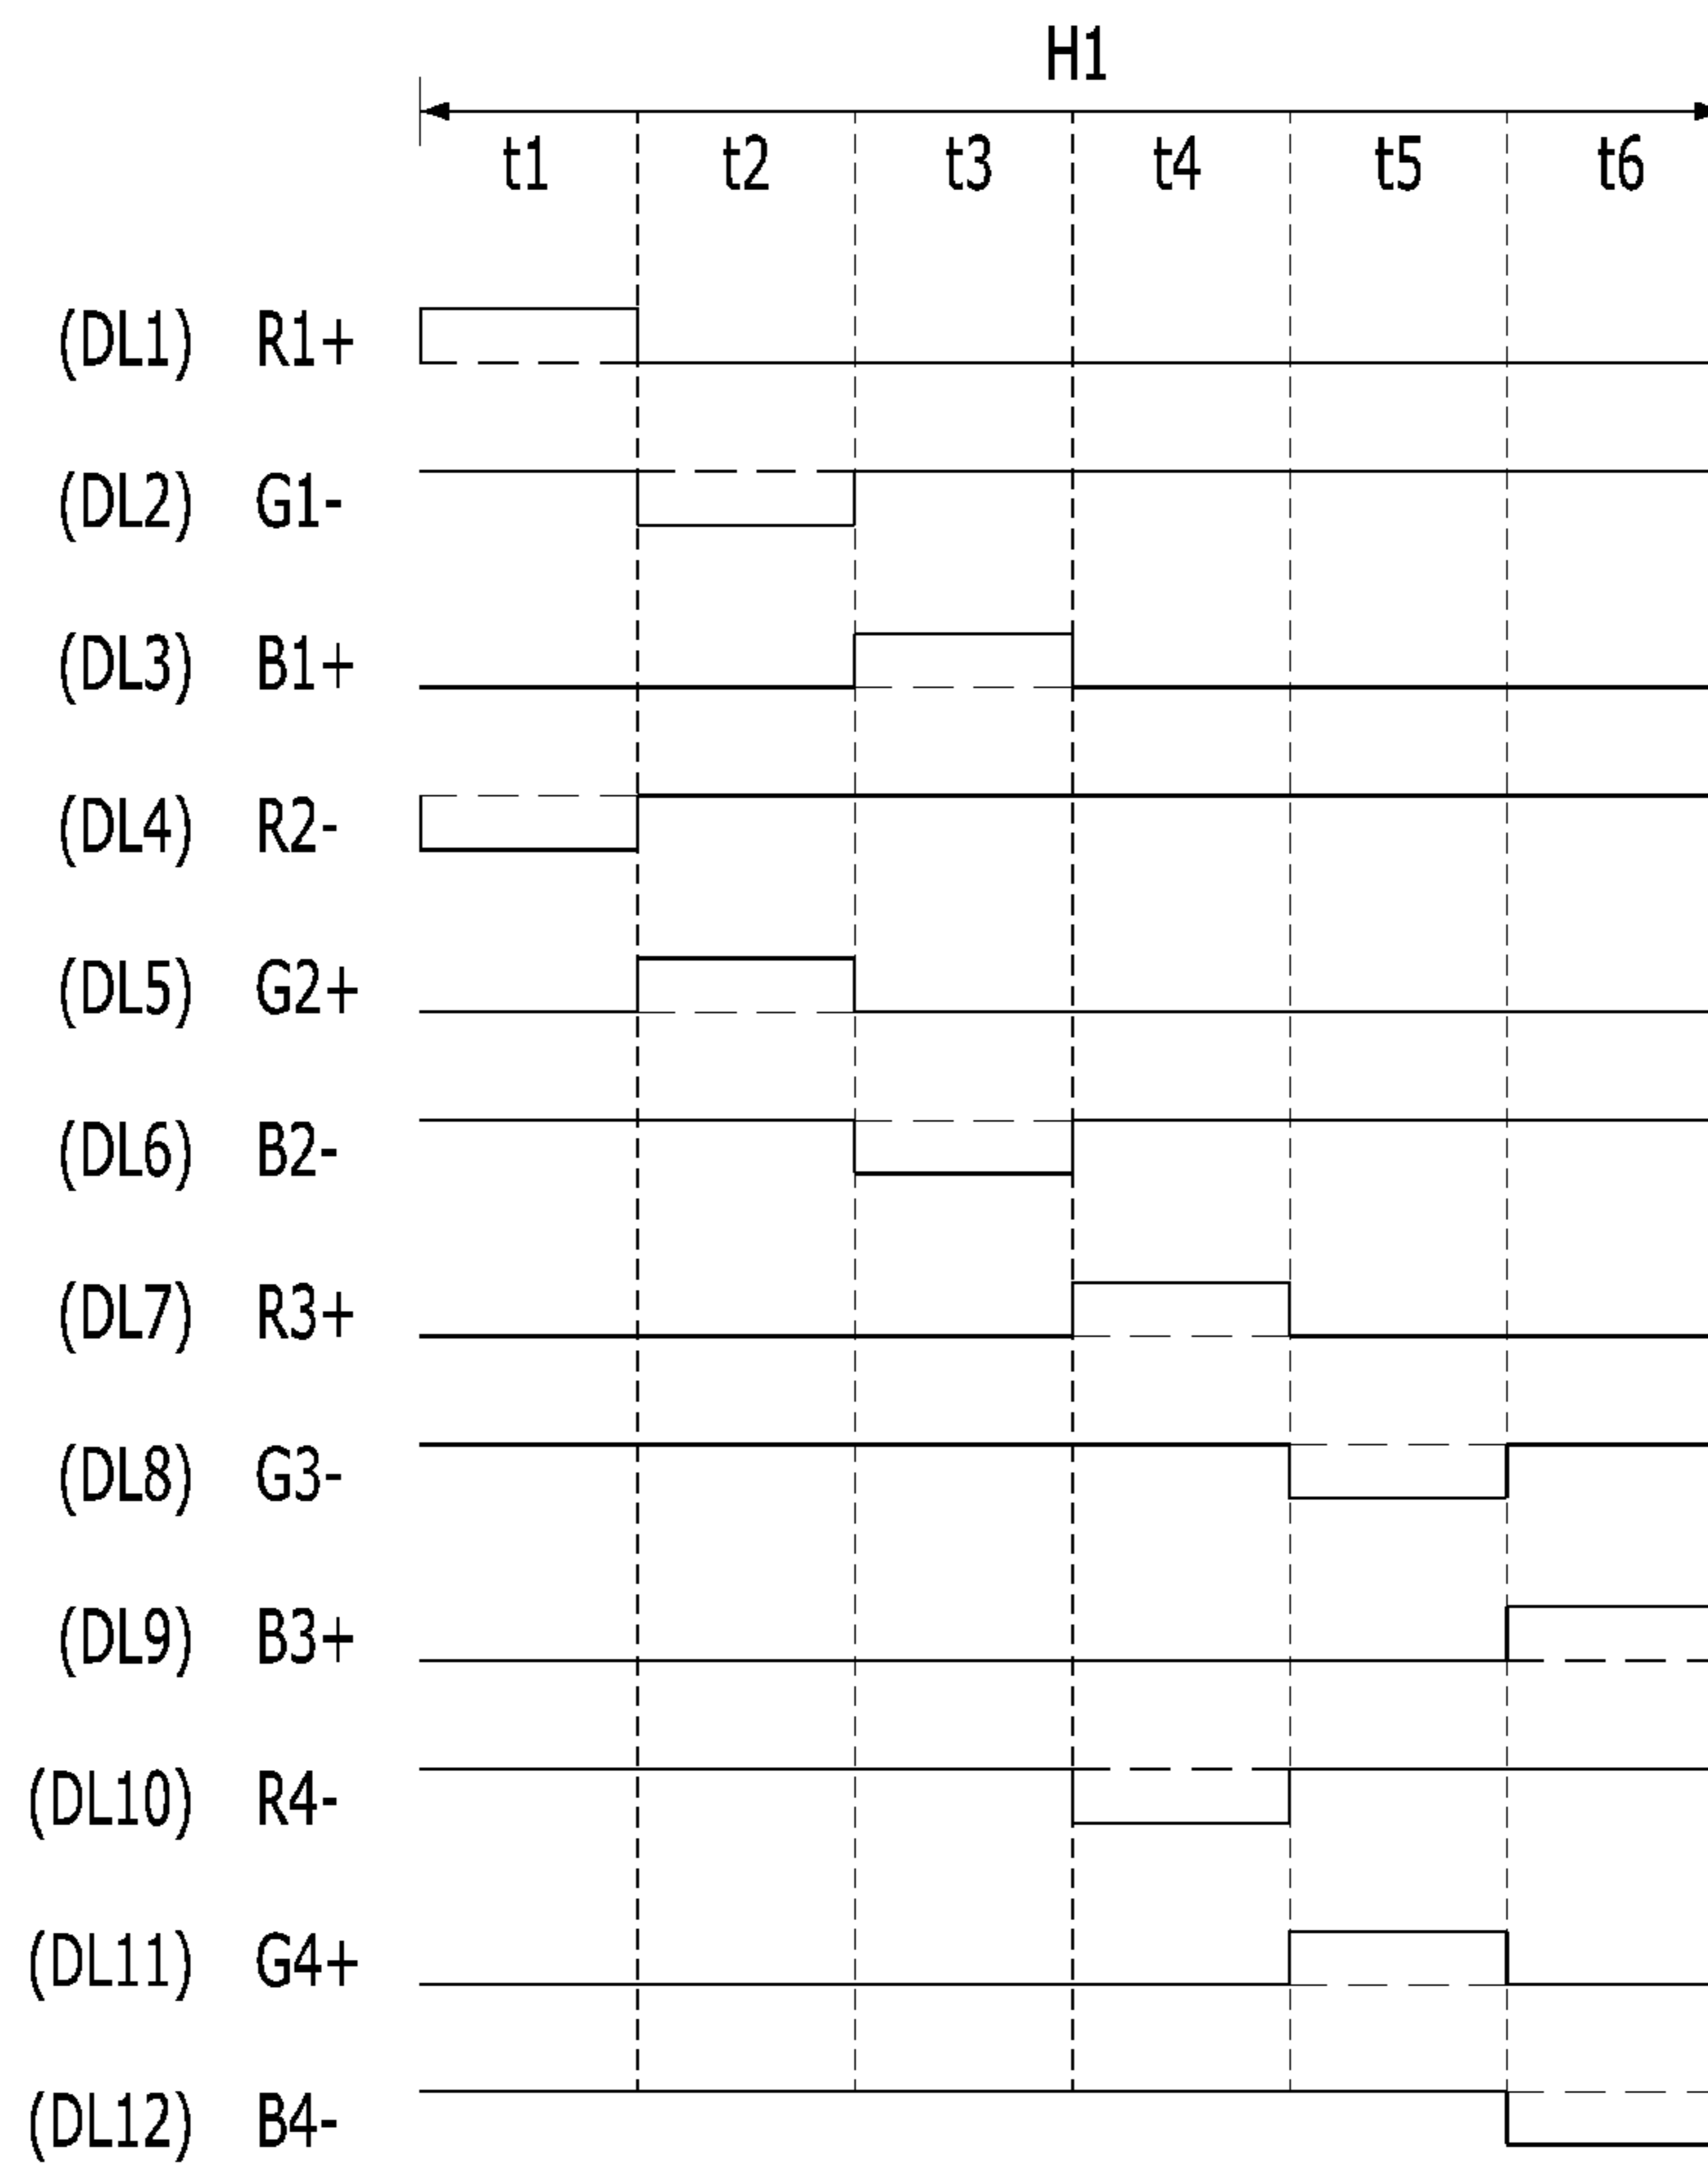 H1
t1 t2 t3 t4 t5 t6
(DL1) R1+
(DL2) G1-
(DL3) B1+
(DL4) R2-
(DL5) G2+
(DL6) B2-
(DL7) R3+
(DL8) G3-
(DL9) B3+
(DL10) R4-
(DL11) G4+
(DL12) B4-